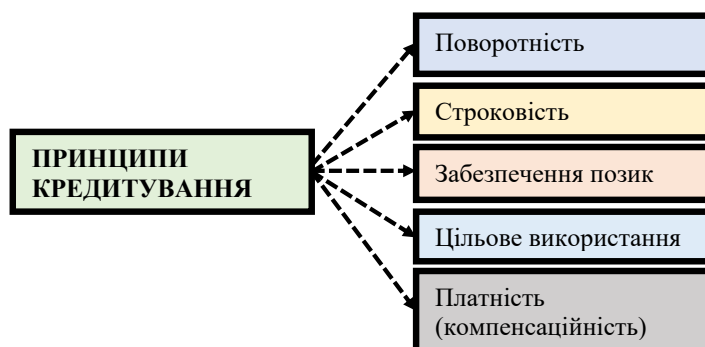 ПРИНЦИПИ
КРЕДИТУВАННЯ
Поворотність
Строковість
Забезпечення позик
Цільове використання
Платність
(компенсаційність)